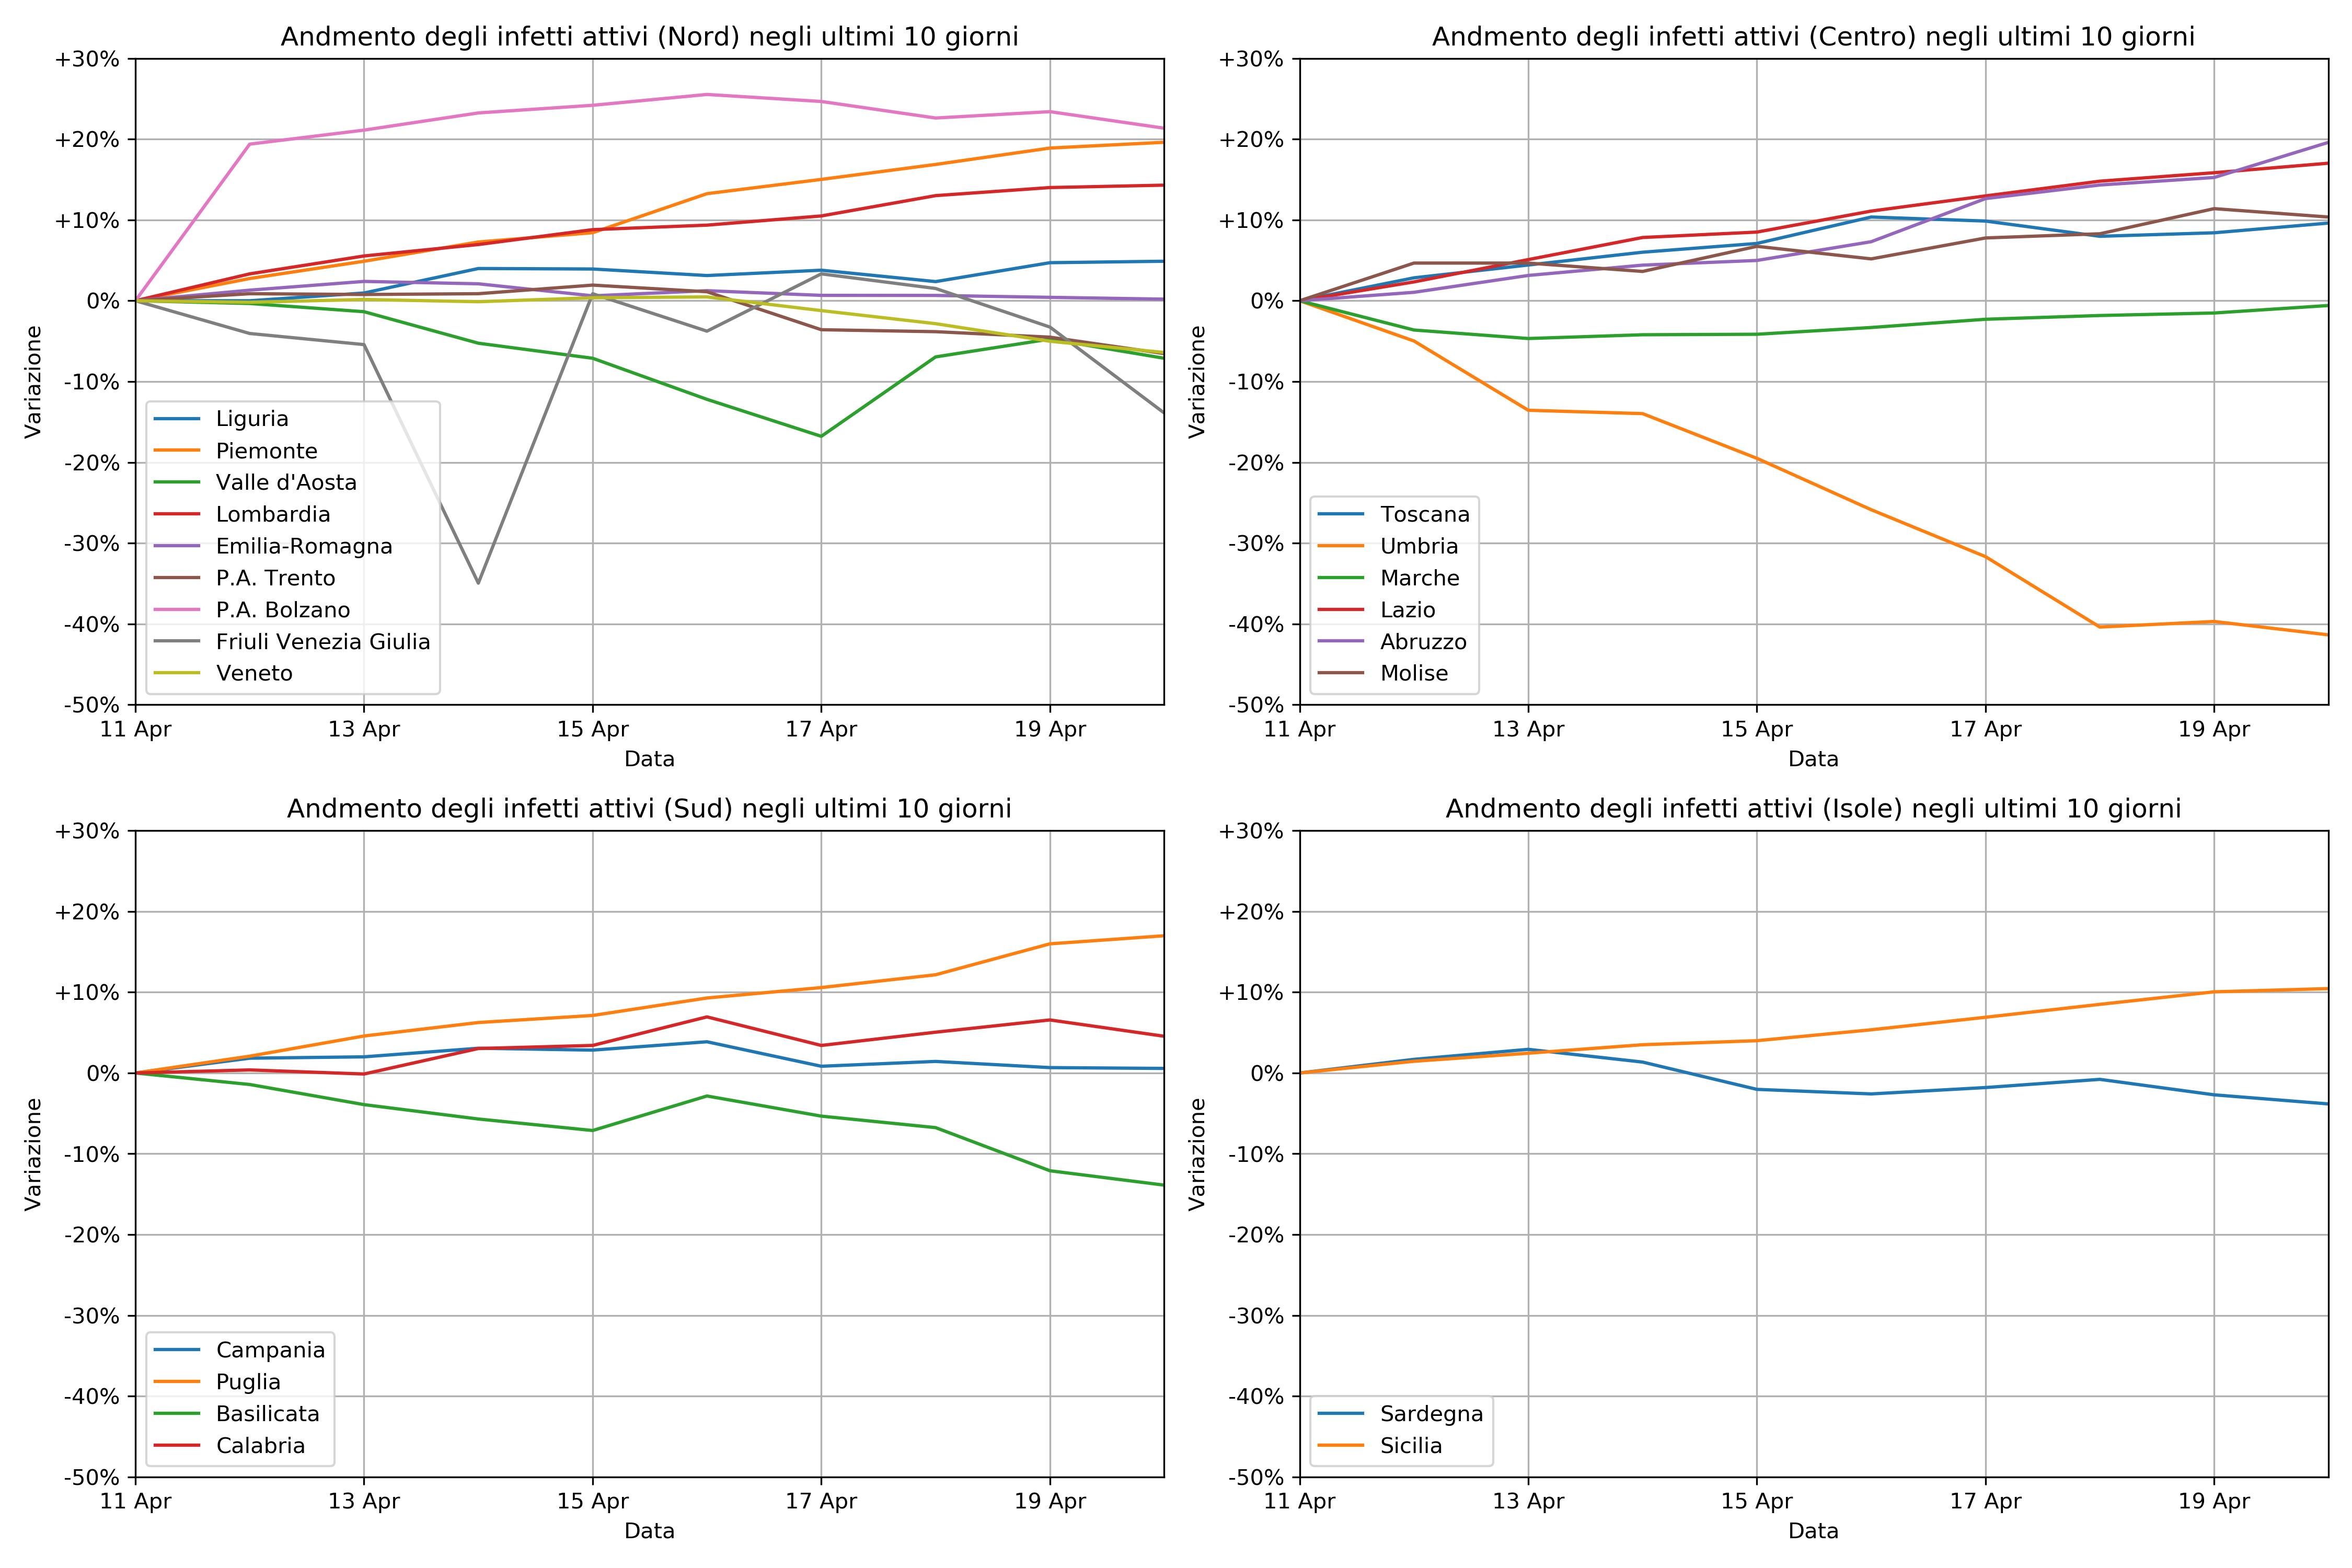 Andmento degli infetti attivi (Nord) negli ultimi 10 giorni
+30%
+20%
+10%
0%
-10%
-20%
-30%
-40%
-50%
Variazione
Liguria
Piemonte
Valle d'Aosta
Lombardia
Emilia-Romagna
P.A. Trento
P.A. Bolzano
Friuli Venezia Giulia
Veneto
11 Apr 13 Apr 15 Apr 17 Apr 19 Apr
Data
Andmento degli infetti attivi (Centro) negli ultimi 10 giorni
+30%
+20%
+10%
0%
-10%
-20%
-30%
-40%
-50%
Variazione
Toscana
Umbria
Marche
Lazio
Abruzzo
Molise
11 Apr 13 Apr 15 Apr 17 Apr 19 Apr
Data
Andmento degli infetti attivi (Sud) negli ultimi 10 giorni
+30%
+20%
+10%
0%
-10%
-20%
-30%
-40%
-50%
Variazione
Campania
Puglia
Basilicata
Calabria
11 Apr 13 Apr 15 Apr 17 Apr 19 Apr
Data
Andmento degli infetti attivi (Isole) negli ultimi 10 giorni
+30%
+20%
+10%
0%
-10%
-20%
-30%
-40%
-50%
Variazione
Sardegna
Sicilia
11 Apr 13 Apr 15 Apr 17 Apr 19 Apr
Data